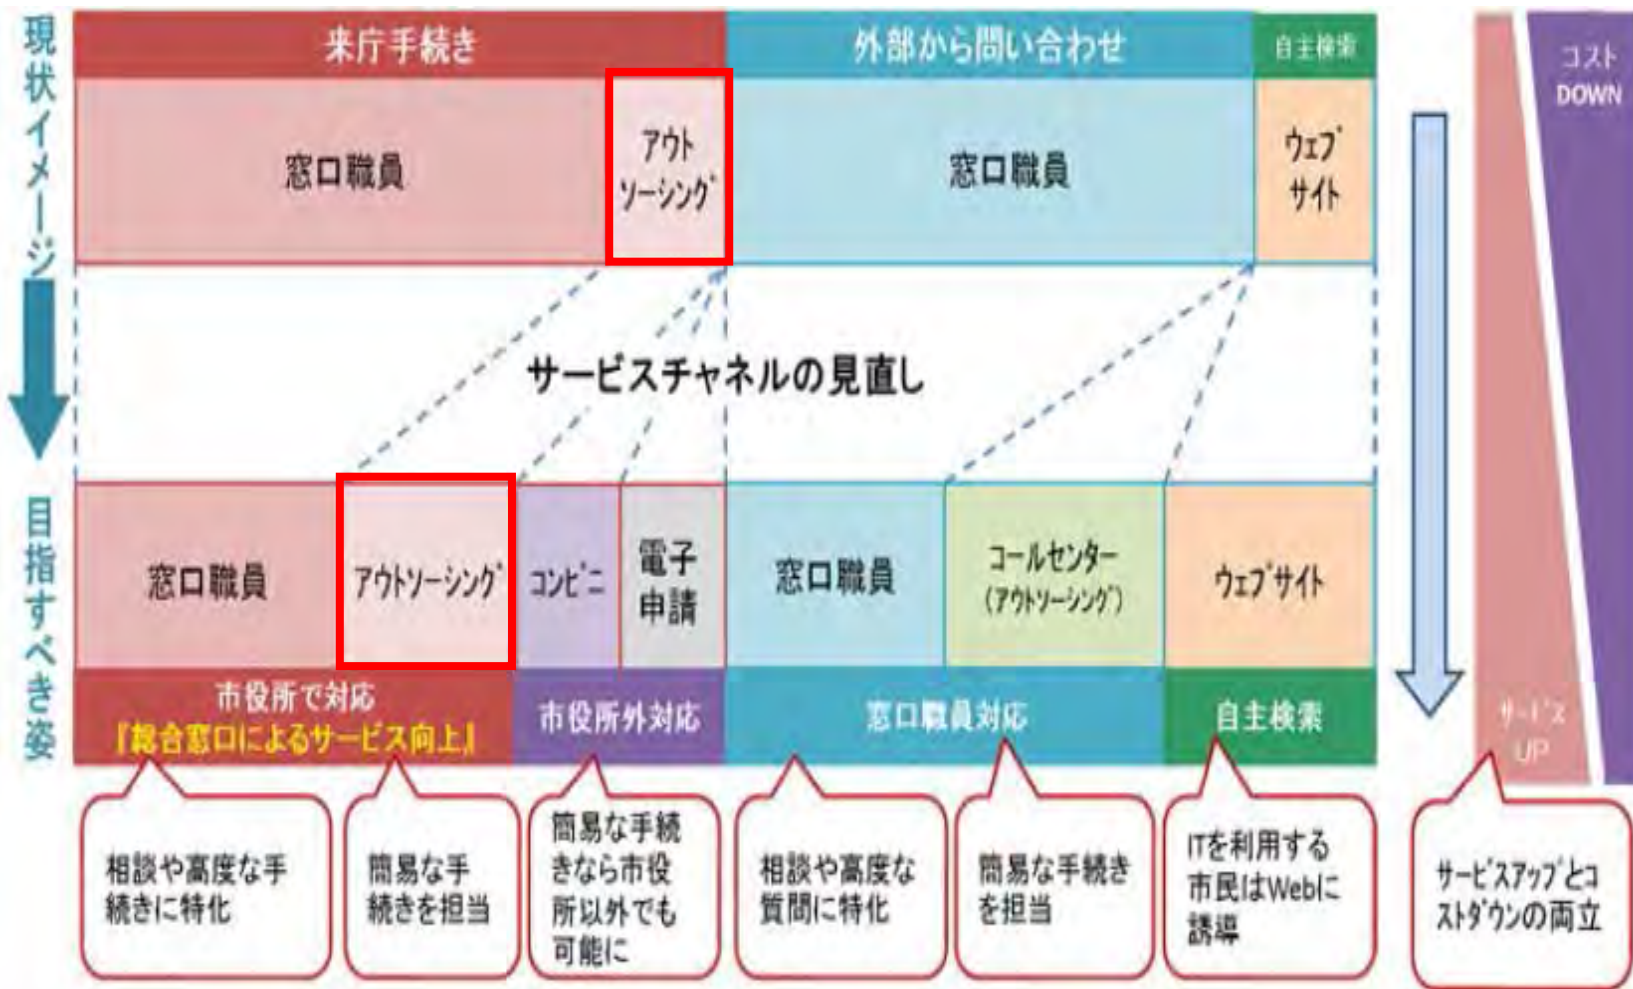 現状イメージ
来庁手続き
外部から問い合わせ
自主検索
窓口職員
アウト
ソーシング
窓口職員
ウェブ
サイト
サービスチャネルの見直し
目指すべき姿
窓口職員
アウトソーシング
コンビニ
電子
申請
窓口職員
コールセンター
(アウトソーシング)
ウェブサイト
市役所で対応
『総合窓口によるサービス向上』
市役所外対応
窓口職員対応
自主検索
相談や高度な手
続きに特化
簡易な手
続きを担当
簡易な手続
きなら市役
所以外でも
可能に
相談や高度な
質問に特化
簡易な手続き
を担当
ITを利用する
市民はWebに
誘導
コスト
DOWN
サービス
UP
サービスアップとコ
ストダウンの両立